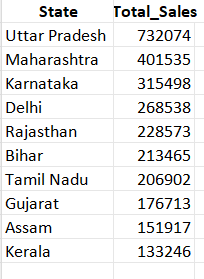 State Total_Sales
Uttar Pradesh 732074
Maharashtra 401535
Karnataka 315498
Delhi 268538
Rajasthan 228573
Bihar 213465
Tamil Nadu 206902
Gujarat 176713
Assam 151917
Kerala 133246